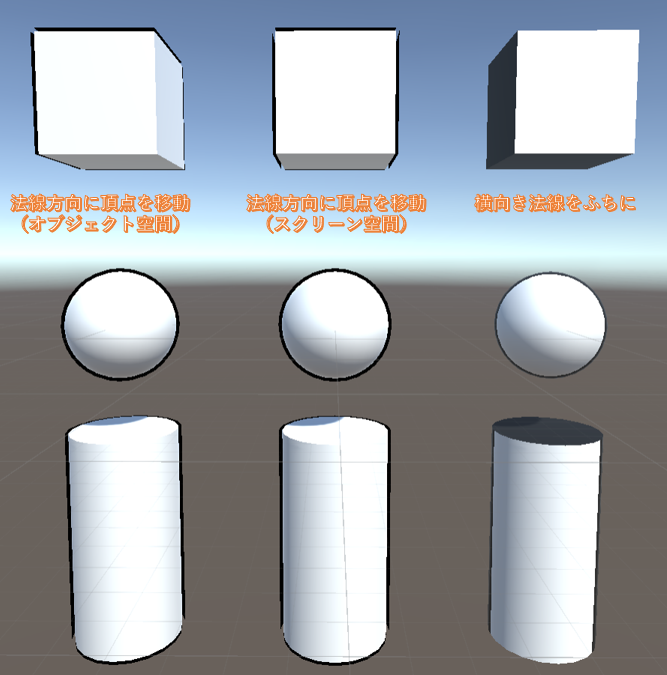 法線方向に頂点を移動
(オブジェクト空間)
法線方向に頂点を移動
(スクリーン空間)
横向き法線をふちに